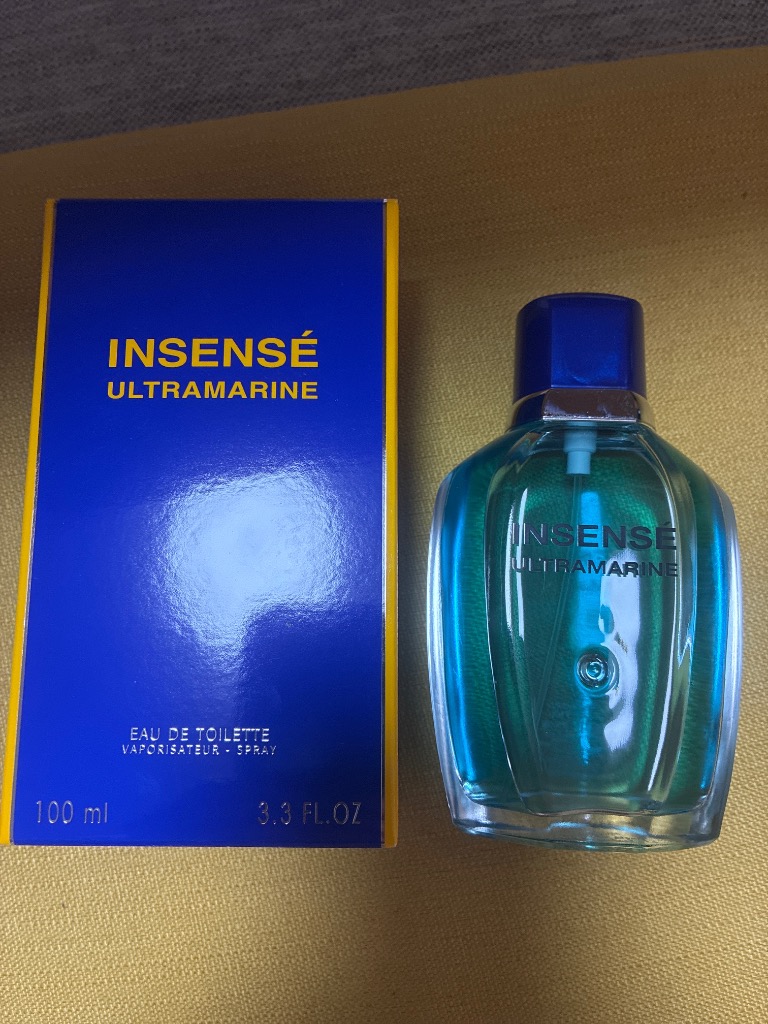 INSENSÉ
ULTRAMARINE
EAU DE TOILETTE
VAPORISATEUR - SPRAY
100 ml
3.3 FL.OZ
INSENSÉ
ULTRAMARINE